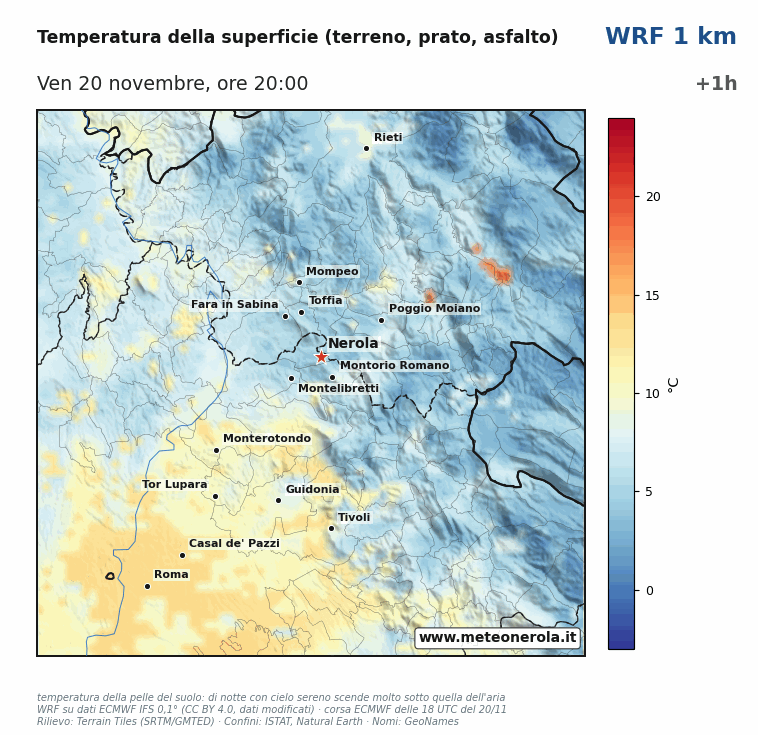 Temperatura della superficie (terreno, prato, asfalto)
WRF 1 km
Ven 20 novembre, ore 20:00
+1h
Rieti
Mompeo
Fara in Sabina
Toffia
Poggio Moiano
Nerola
Montorio Romano
Montelibretti
Monterotondo
Tor Lupara
Guidonia
Tivoli
Casal de' Pazzi
Roma
www.meteonerola.it
20
15
10
5
0
°C
temperatura della pelle del suolo: di notte con cielo sereno scende molto sotto quella dell'aria
WRF su dati ECMWF IFS 0,1° (CC BY 4.0, dati modificati) · corsa ECMWF delle 18 UTC del 20/11
Rilievo: Terrain Tiles (SRTM/GMTED) · Confini: ISTAT, Natural Earth · Nomi: GeoNames